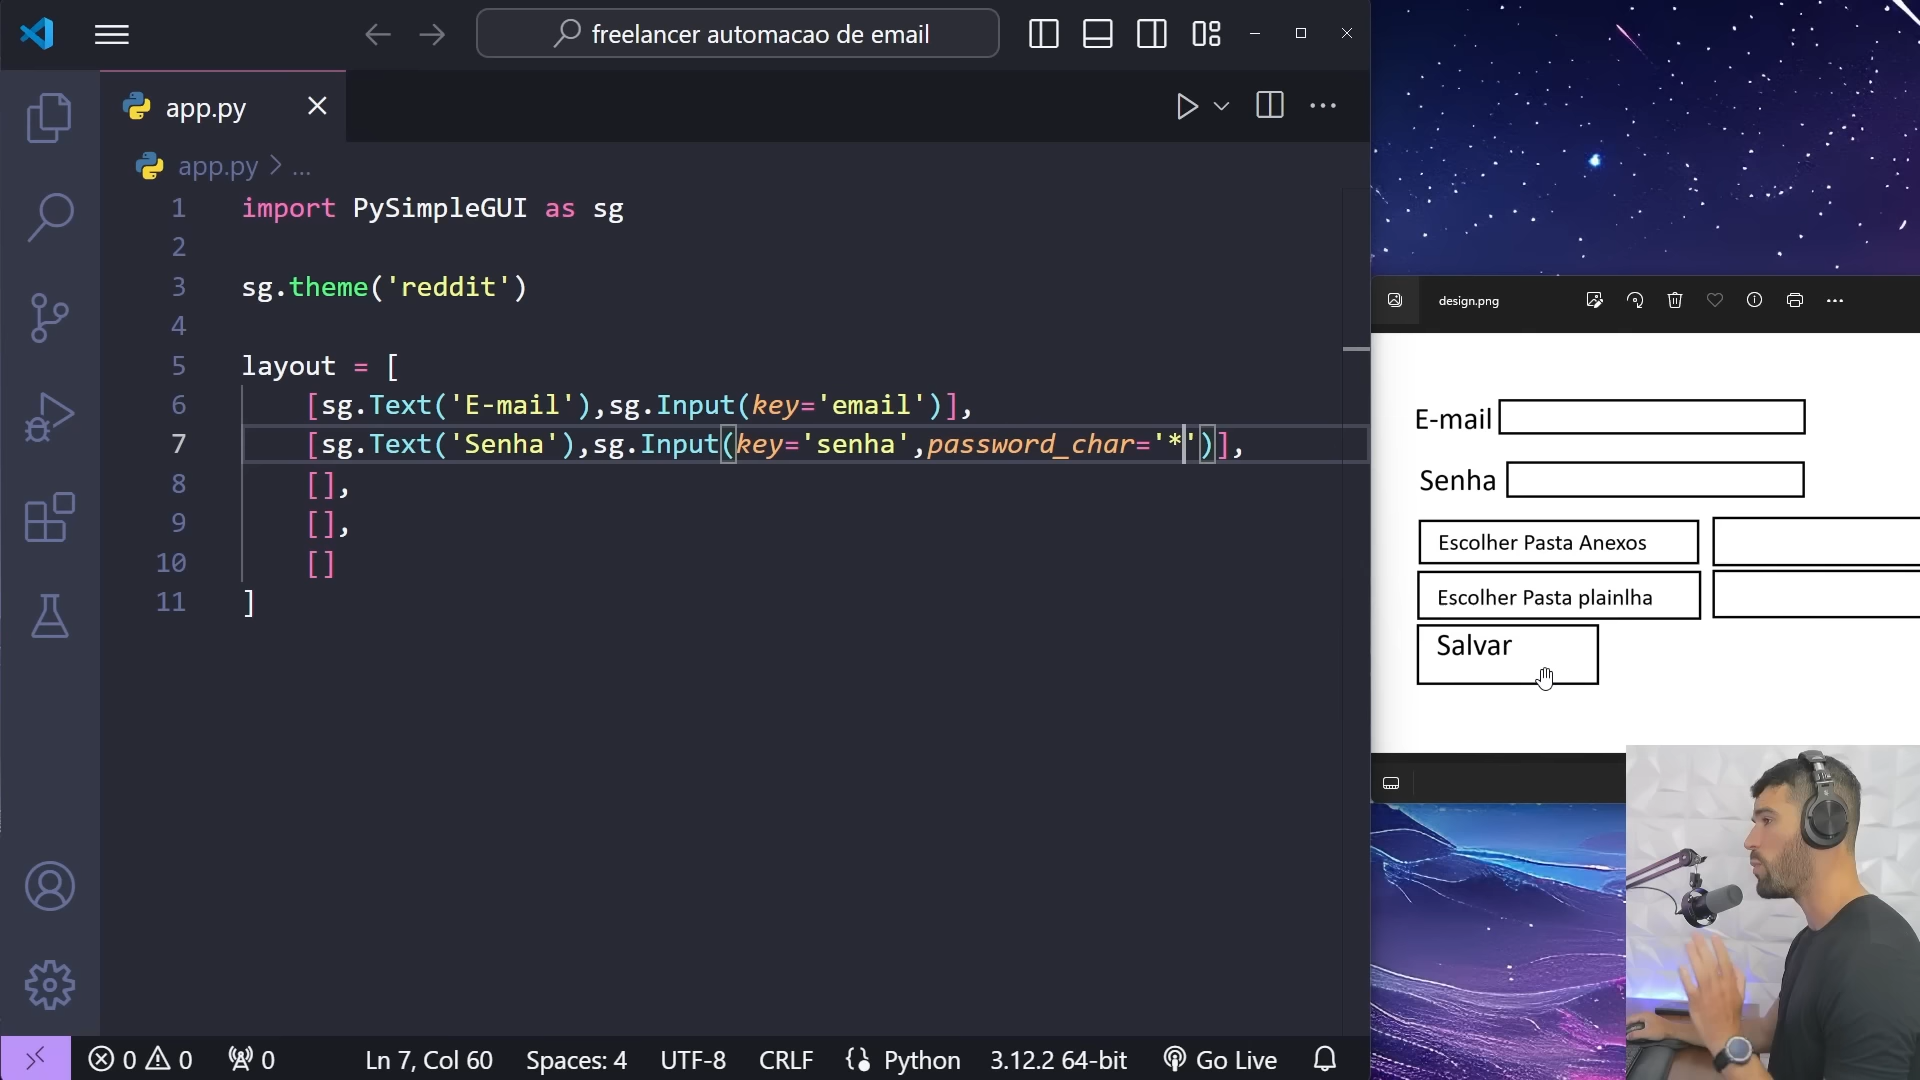 freelancer automacao de email
app.py
app.py > ...
1 import PySimpleGUI as sg
2
3 sg.theme('reddit')
4
5 layout = [
6 [sg.Text('E-mail'),sg.Input(key='email')],
7 [sg.Text('Senha'),sg.Input(key='senha',password_char='*')],
8 [],
9 [],
10 []
11 ]
0 0 0 Ln 7, Col 60 Spaces: 4 UTF-8 CRLF Python 3.12.2 64-bit Go Live
design.png
E-mail
Senha
Escolher Pasta Anexos
Escolher Pasta plainlha
Salvar